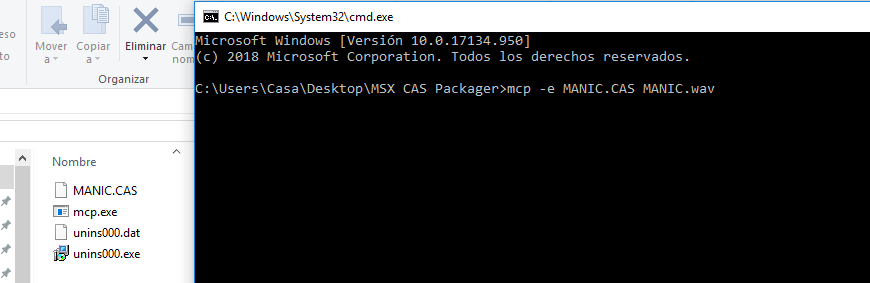 C:\Windows\System32\cmd.exe
Mover a
Copiar a
Eliminar
Cam
nom
Organizar
eso
to
Microsoft Windows [Versión 10.0.17134.950]
(c) 2018 Microsoft Corporation. Todos los derechos reservados.
C:\Users\Casa\Desktop\MSX CAS Packager>mcp -e MANIC.CAS MANIC.wav
Nombre
MANIC.CAS
mcp.exe
unins000.dat
unins000.exe